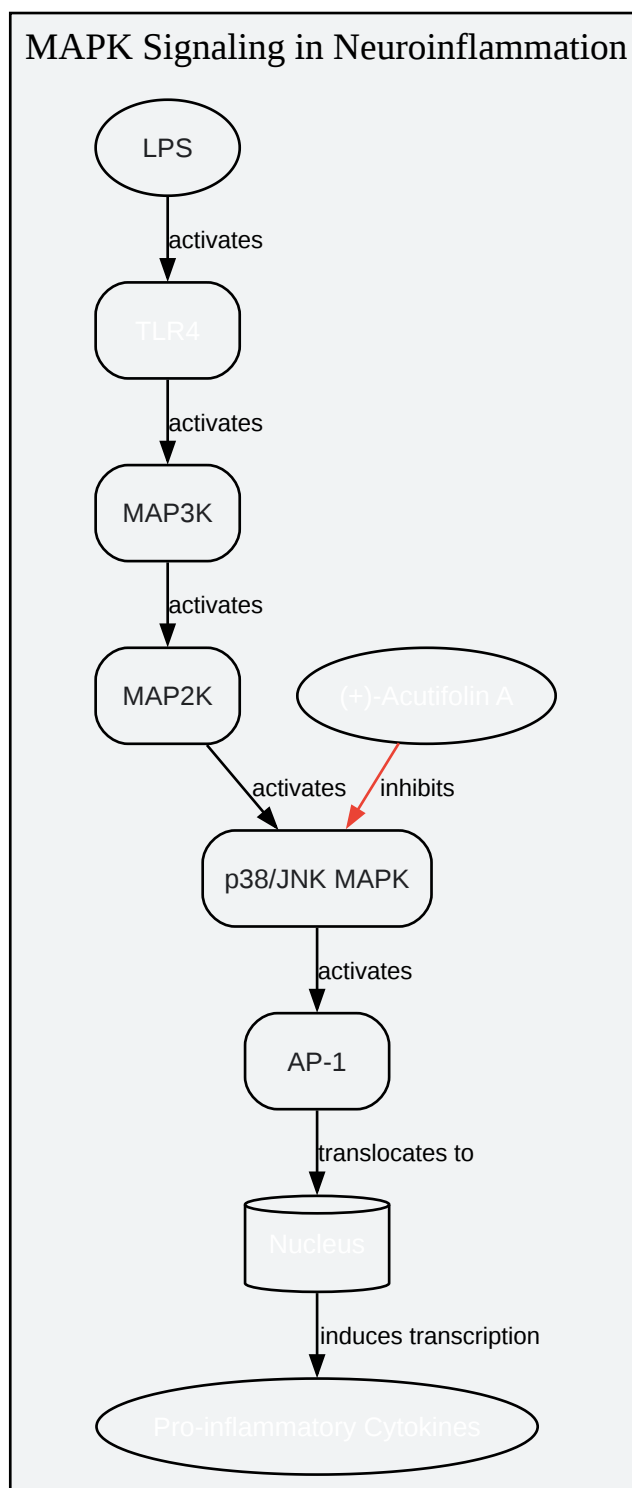 MAPK Signaling in Neuroinflammation
LPS
activates
TLR4
activates
MAP3K
activates
MAP2K
(+)-Acutifolin A
activates
inhibits
p38/JNK MAPK
activates
AP-1
translocates to
Nucleus
induces transcription
Pro-inflammatory Cytokines